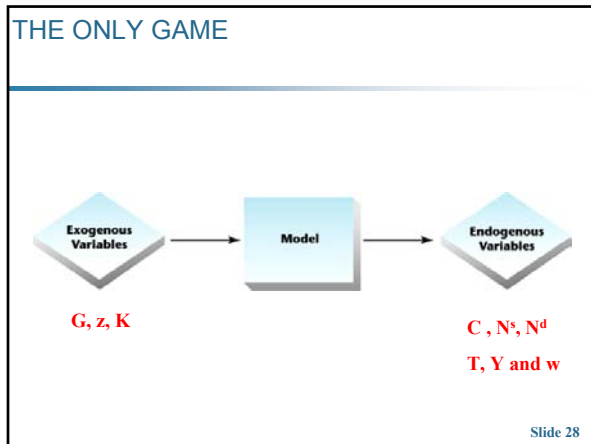 THE ONLY GAME
Exogenous
Variables
Model
Endogenous
Variables
G, z, K
C , Nˢ, Nᵈ
T, Y and w
Slide 28